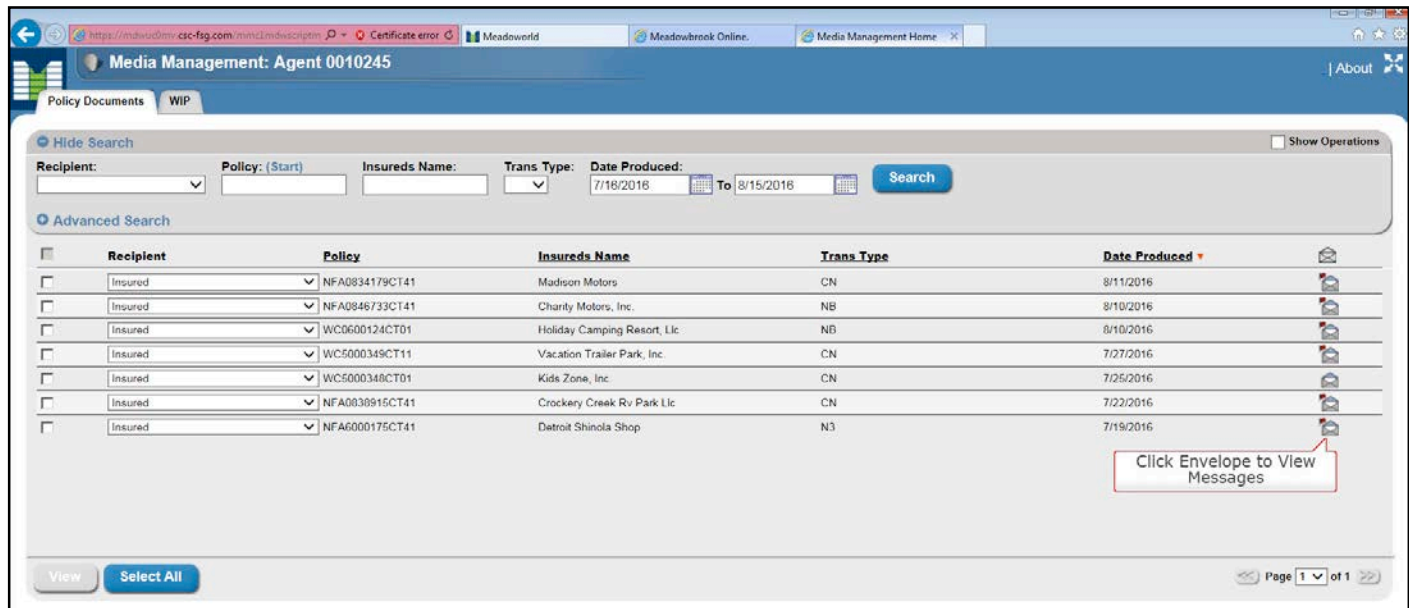 https://mdwud9mv.csc-fsg.com/mmc1mdwscriptin Certificate error Meadoworld Meadowbrook Online. Media Management Home
Media Management: Agent 0010245 | About
Policy Documents WIP
Hide Search Show Operations
Recipient: Policy: (Start) Insureds Name: Trans Type: Date Produced:
7/16/2016 To 8/15/2016 Search
Advanced Search
Recipient Policy Insureds Name Trans Type Date Produced
Insured NFA0834179CT41 Madison Motors CN 8/11/2016
Insured NFA0846733CT41 Charity Motors, Inc. NB 8/10/2016
Insured WC0600124CT01 Holiday Camping Resort, Llc NB 8/10/2016
Insured WC5000349CT11 Vacation Trailer Park, Inc. CN 7/27/2016
Insured WC5000348CT01 Kids Zone, Inc. CN 7/25/2016
Insured NFA0838915CT41 Crockery Creek Rv Park Llc CN 7/22/2016
Insured NFA6000175CT41 Detroit Shinola Shop N3 7/19/2016
Click Envelope to View
Messages
View Select All Page 1 of 1